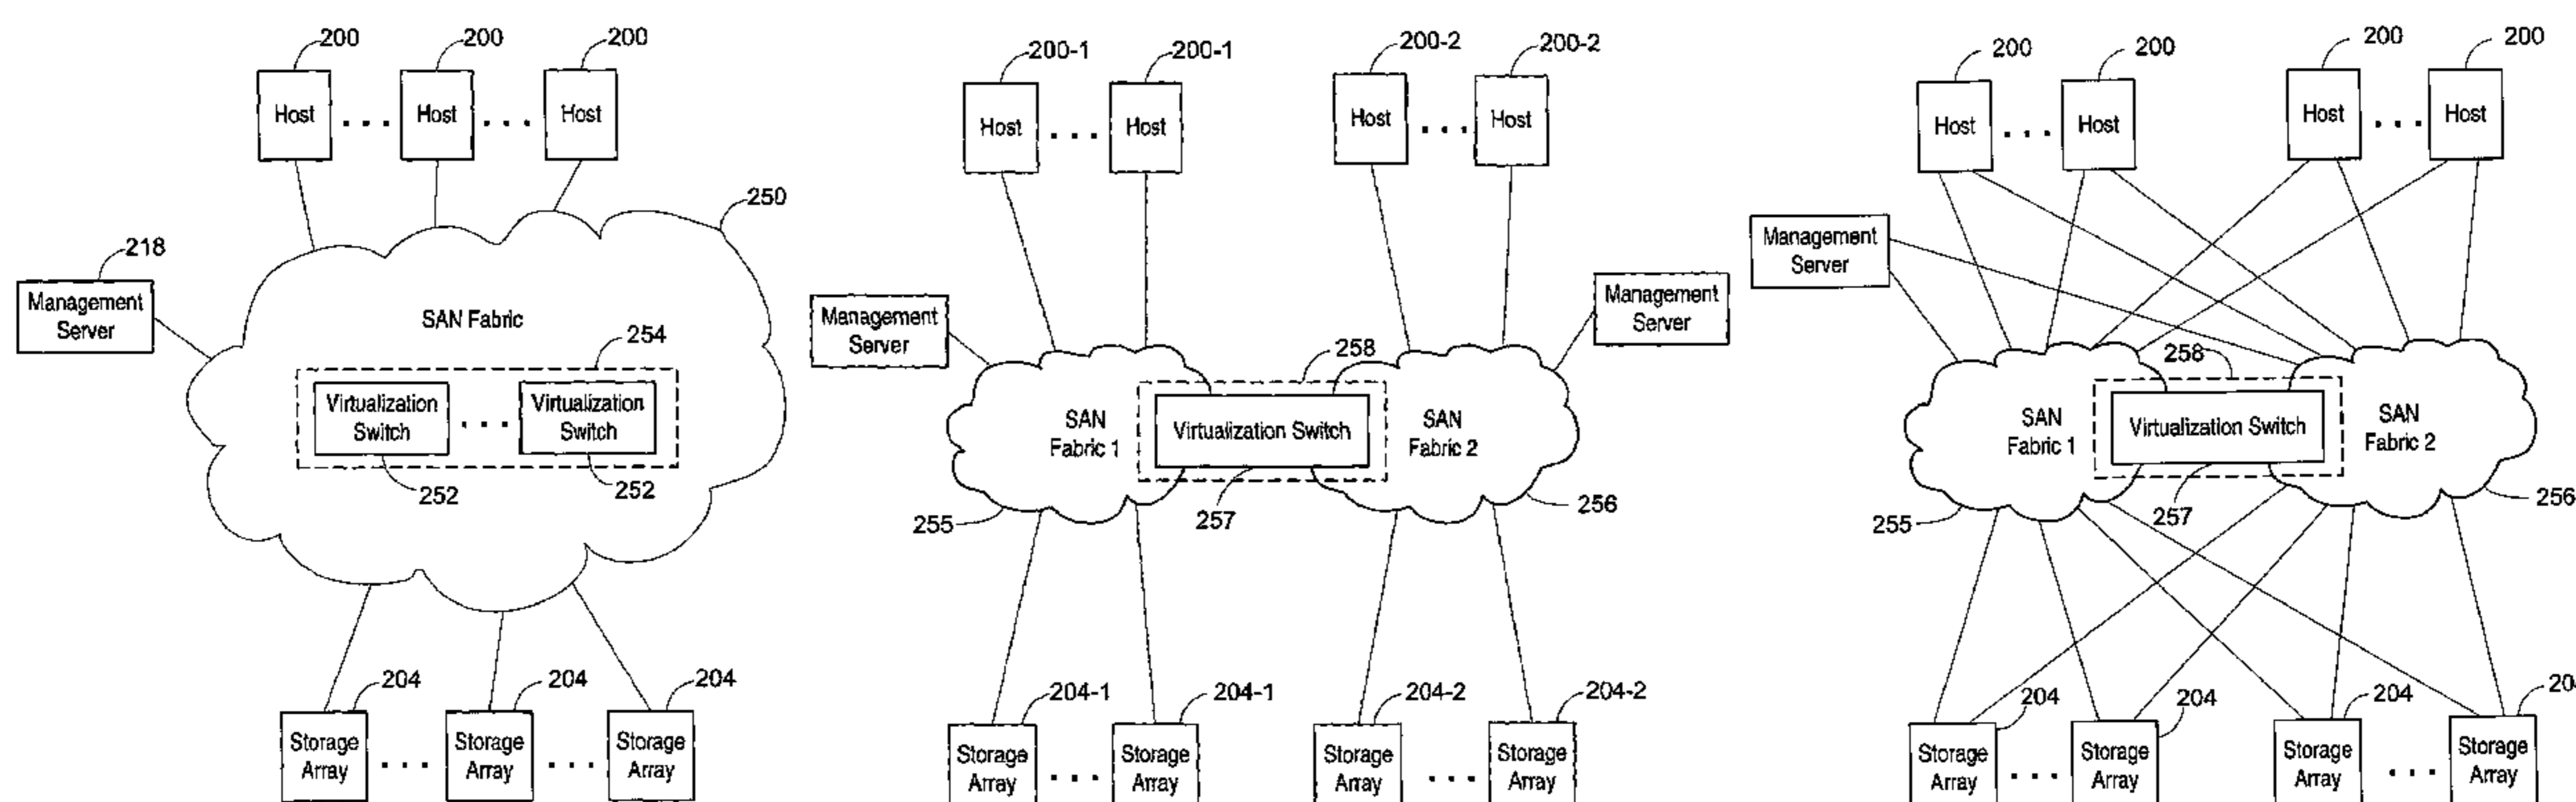 200
200
200
Host
Host
Host
250
218
Management
Server
SAN Fabric
254
Virtualization
Switch
Virtualization
Switch
252
252
204
204
204
Storage
Array
Storage
Array
Storage
Array
200-1
200-1
200-2
200-2
Host
Host
Host
Host
Management
Server
Management
Server
258
SAN
Fabric 1
Virtualization Switch
SAN
Fabric 2
255
257
256
204-1
204-1
204-2
204-2
Storage
Array
Storage
Array
Storage
Array
Storage
Array
200
200
200
200
Host
Host
Host
Host
Management
Server
258
SAN
Fabric 1
Virtualization Switch
SAN
Fabric 2
255
257
256
204
204
204
Storage
Array
Storage
Array
Storage
Array
Storage
Array